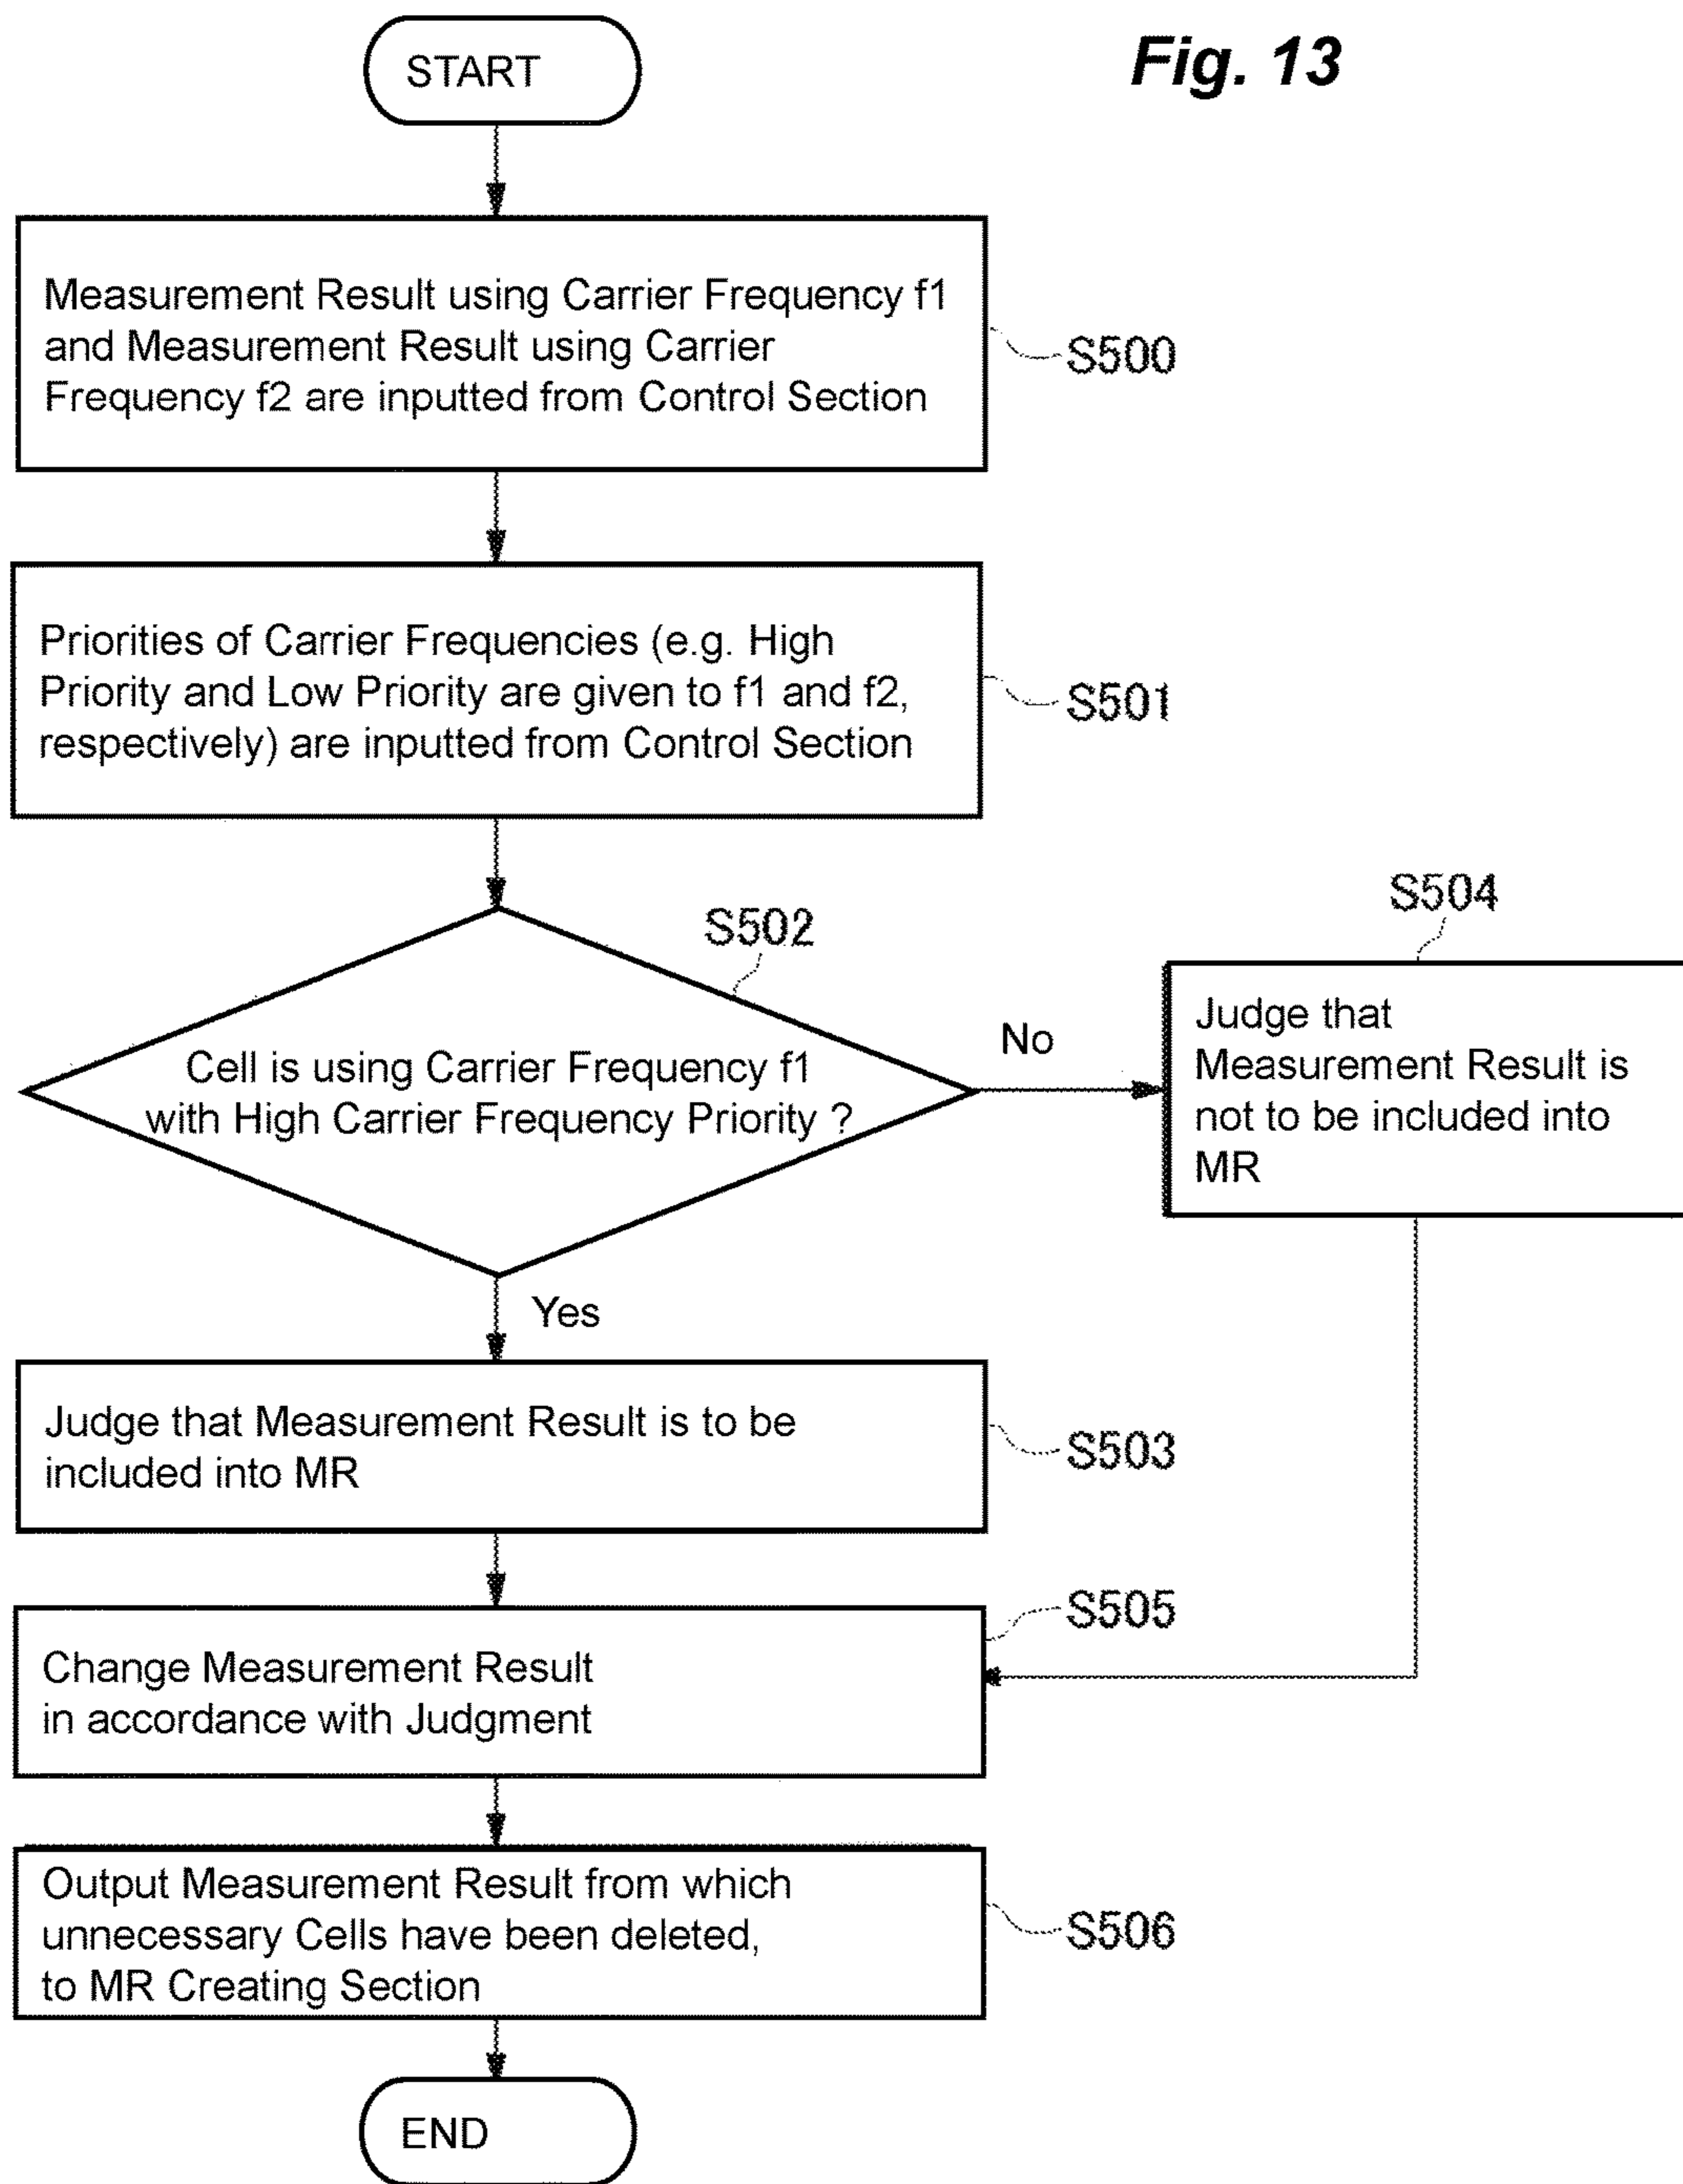 Fig. 13
START
Measurement Result using Carrier Frequency f1
and Measurement Result using Carrier
Frequency f2 are inputted from Control Section
S500
Priorities of Carrier Frequencies (e.g. High
Priority and Low Priority are given to f1 and f2,
respectively) are inputted from Control Section
S501
S502
Cell is using Carrier Frequency f1
with High Carrier Frequency Priority ?
No
S504
Judge that
Measurement Result is
not to be included into
MR
Yes
Judge that Measurement Result is to be
included into MR
S503
Change Measurement Result
in accordance with Judgment
S505
Output Measurement Result from which
unnecessary Cells have been deleted,
to MR Creating Section
S506
END